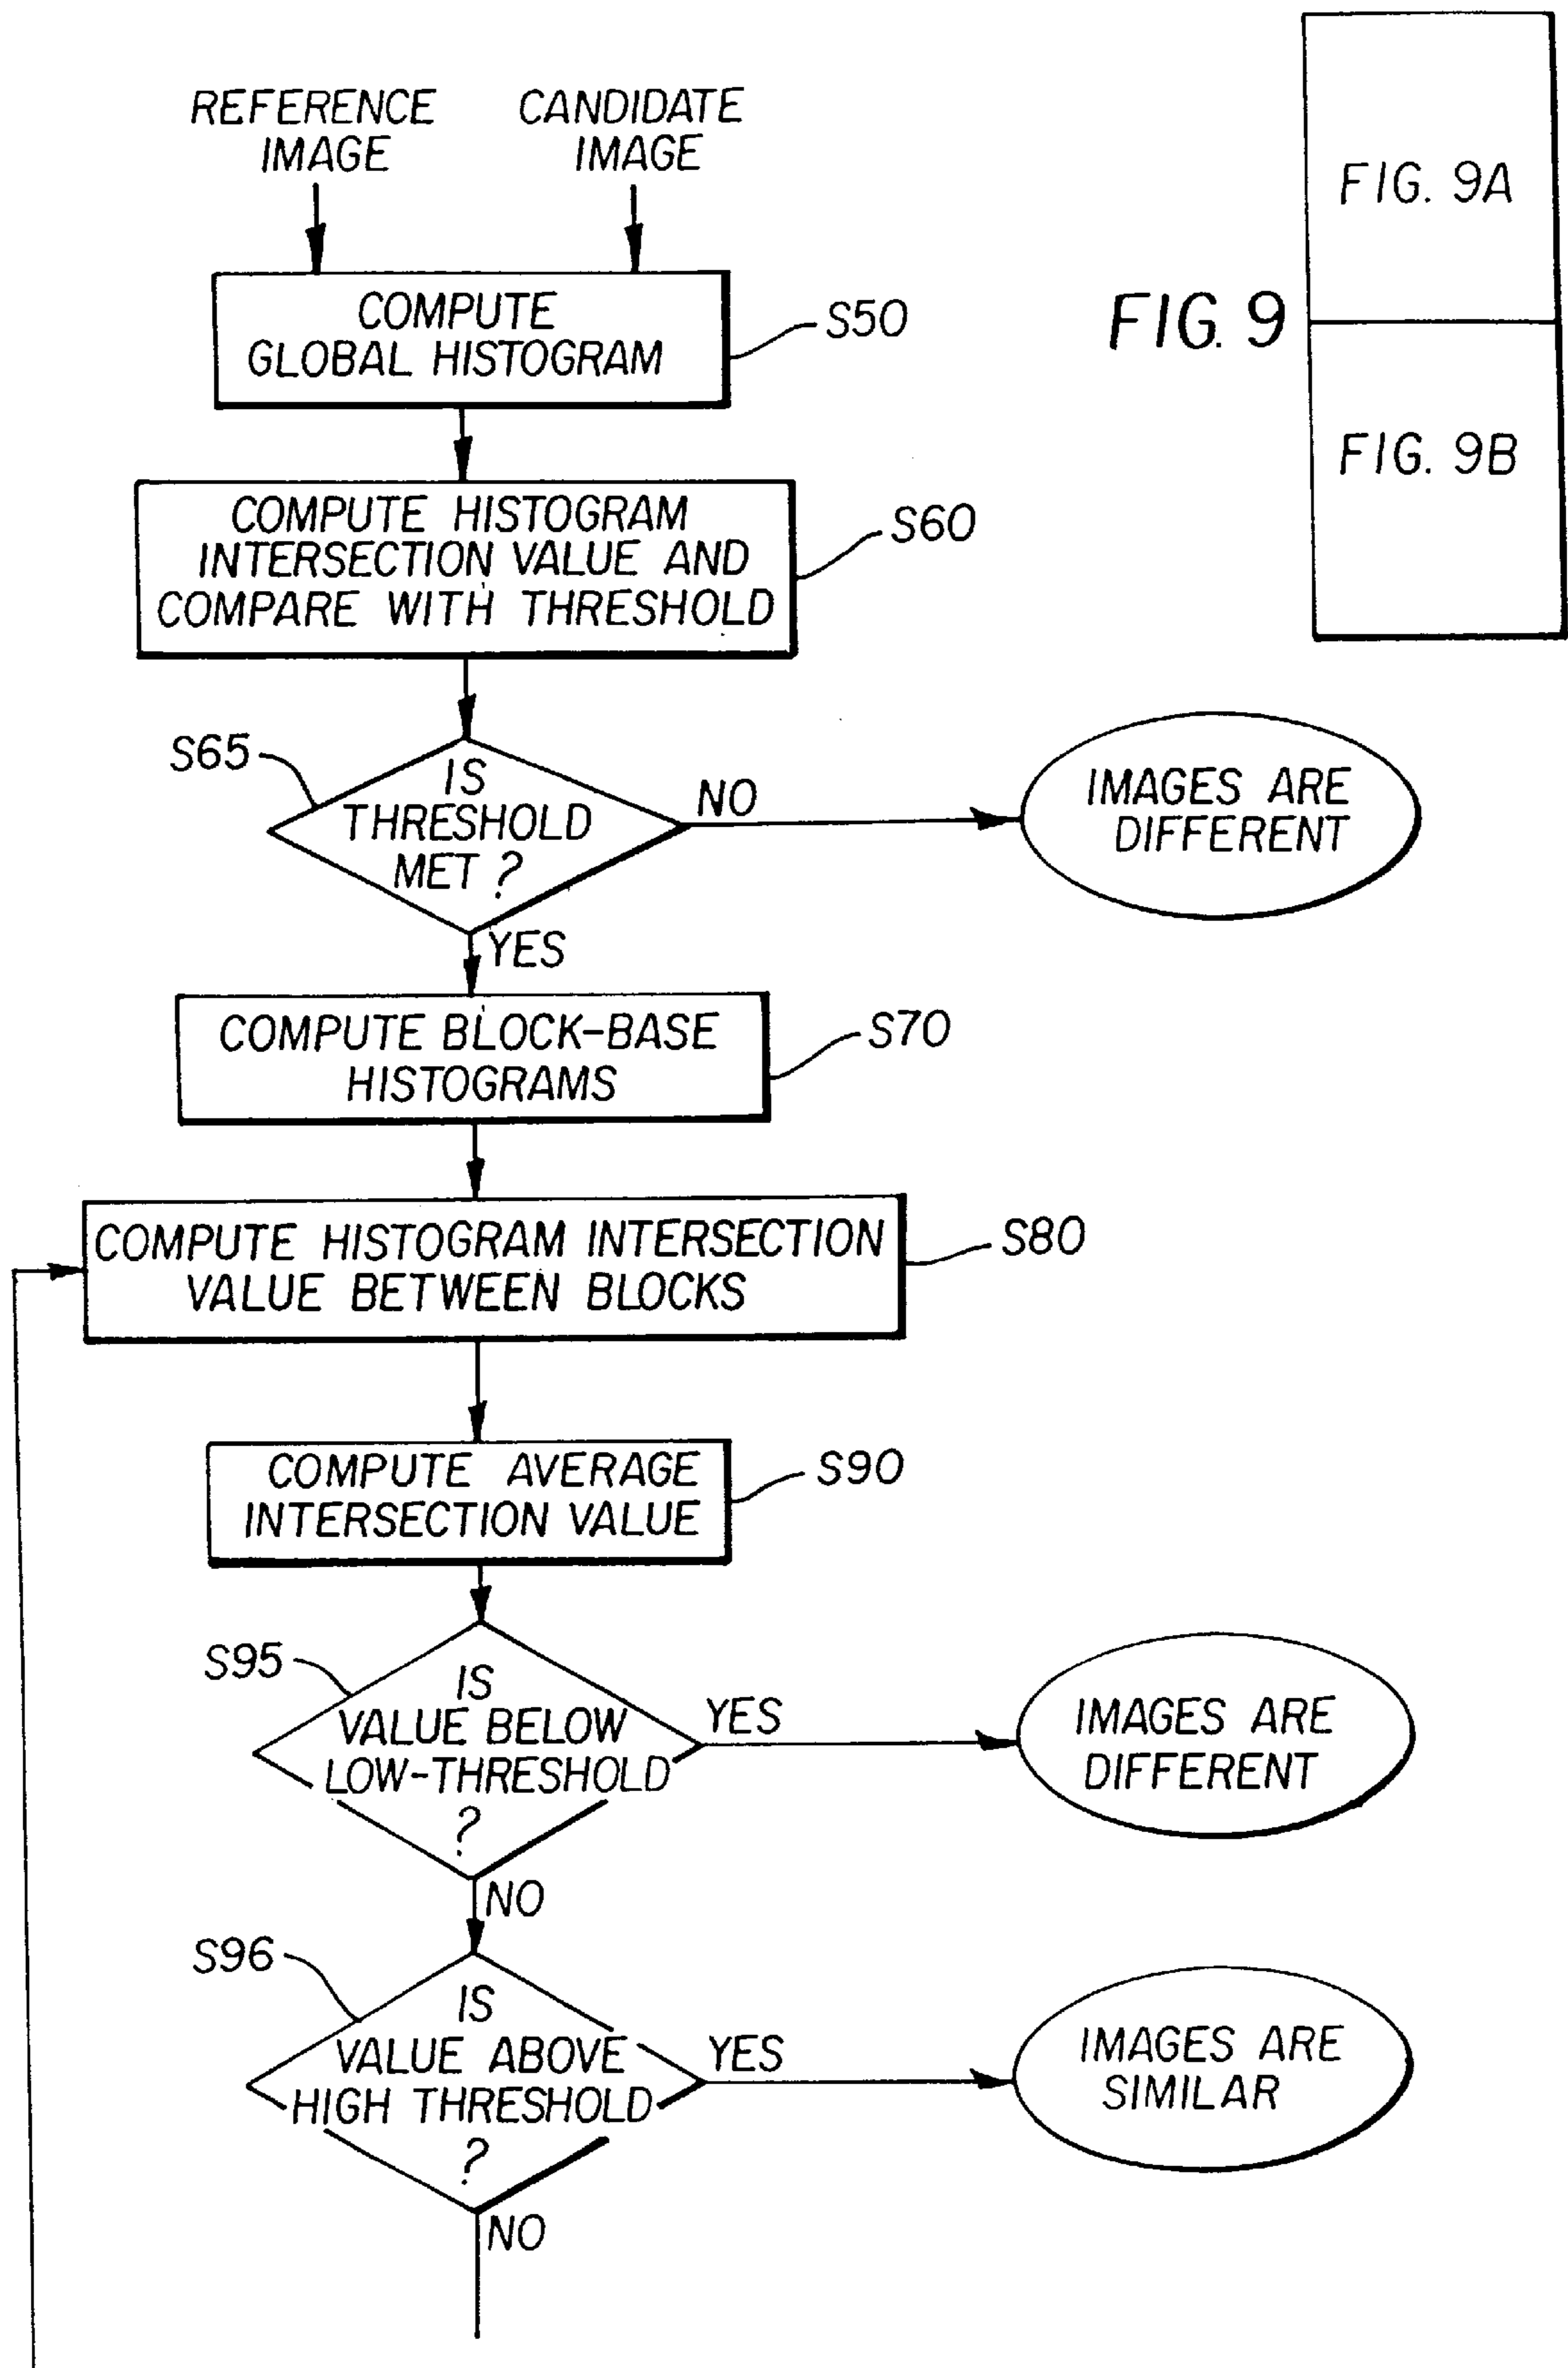 REFERENCE
IMAGE
CANDIDATE
IMAGE
COMPUTE
GLOBAL HISTOGRAM
S50
FIG. 9
FIG. 9A
FIG. 9B
COMPUTE HISTOGRAM
INTERSECTION VALUE AND
COMPARE WITH THRESHOLD
S60
S65
IS
THRESHOLD
MET ?
NO
IMAGES ARE
DIFFERENT
YES
COMPUTE BLOCK-BASE
HISTOGRAMS
S70
COMPUTE HISTOGRAM INTERSECTION
VALUE BETWEEN BLOCKS
S80
COMPUTE AVERAGE
INTERSECTION VALUE
S90
S95
IS
VALUE BELOW
LOW-THRESHOLD
?
YES
IMAGES ARE
DIFFERENT
NO
S96
IS
VALUE ABOVE
HIGH THRESHOLD
?
YES
IMAGES ARE
SIMILAR
NO